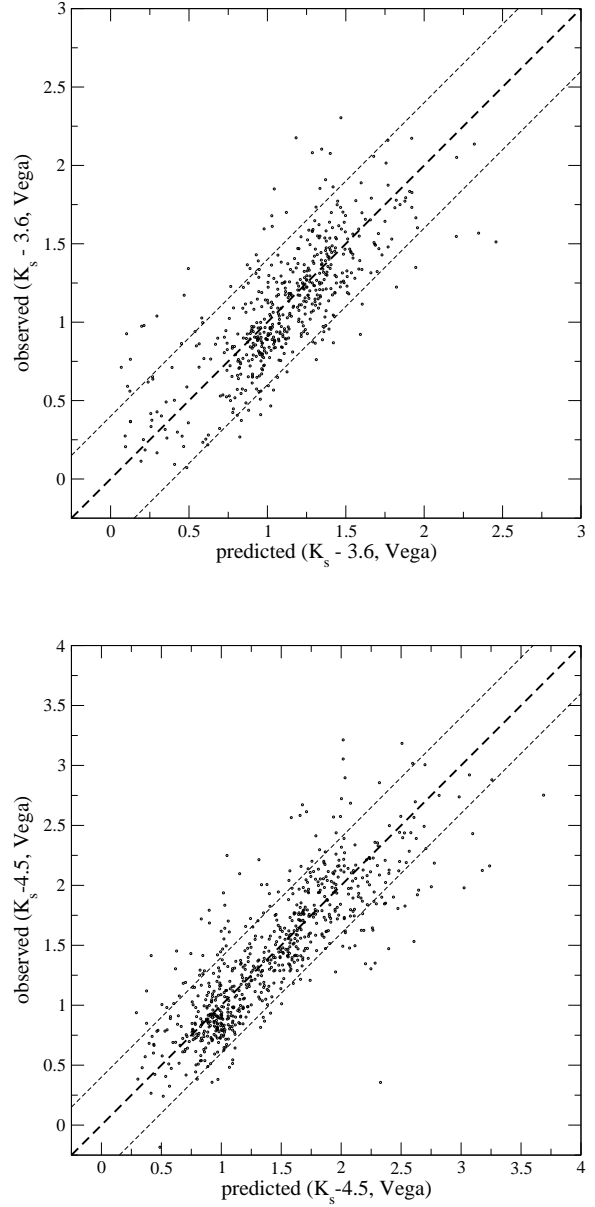 3
2.5
2
1.5
1
0.5
0
observed (K_s - 3.6, Vega)
0 0.5 1 1.5 2 2.5 3
predicted (K_s - 3.6, Vega)
4
3.5
3
2.5
2
1.5
1
0.5
0
observed (K_s-4.5, Vega)
0 0.5 1 1.5 2 2.5 3 3.5 4
predicted (K_s-4.5, Vega)